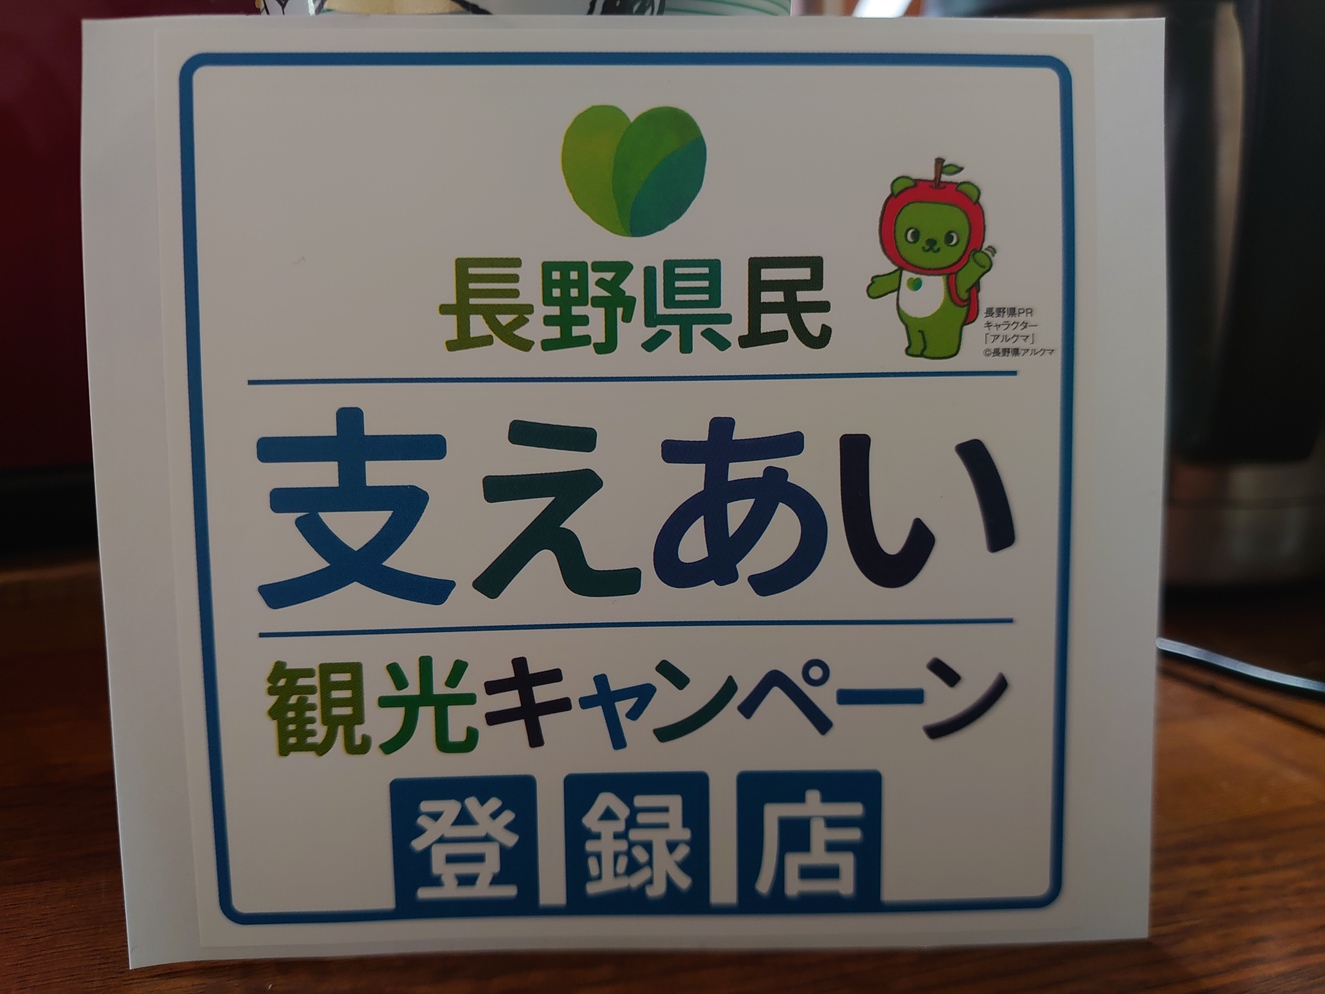 長野県民
長野県PR
キャラクター
「アルクマ」
©長野県アルクマ
支えあい
観光キャンペーン
登録店